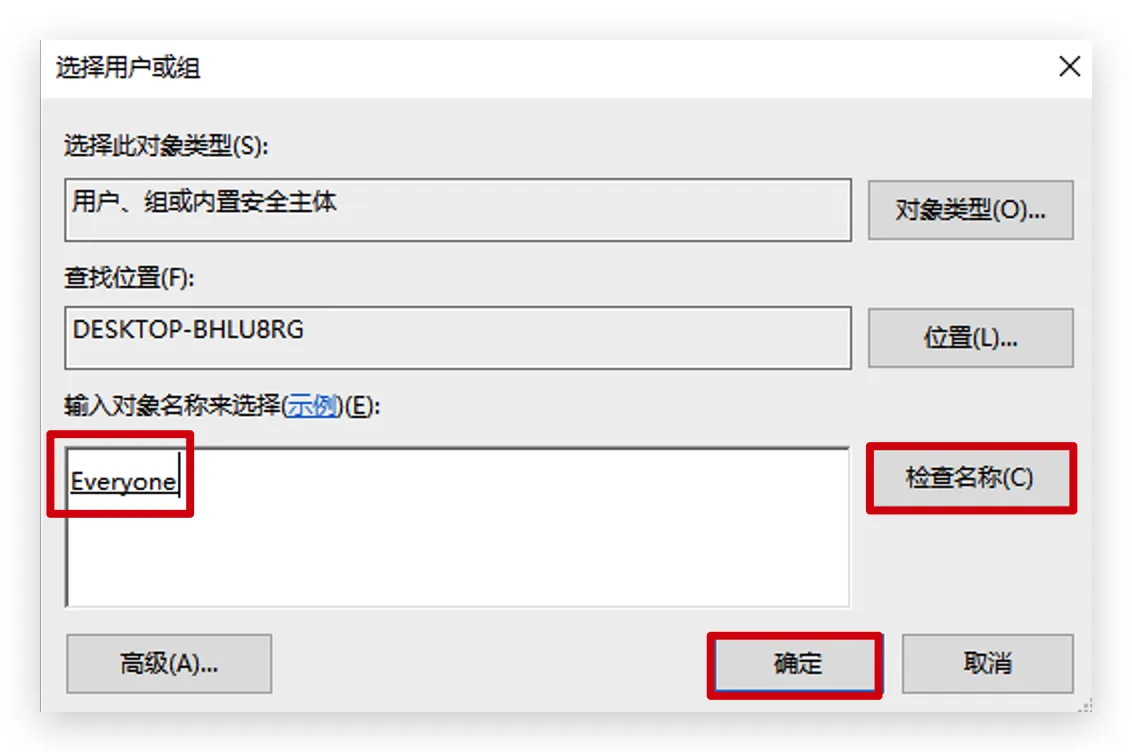 选择用户或组
选择此对象类型(S):
用户、组或内置安全主体
对象类型(O)...
查找位置(F):
DESKTOP-BHLU8RG
位置(L)...
输入对象名称来选择(示例)(E):
Everyone
检查名称(C)
高级(A)...
确定
取消